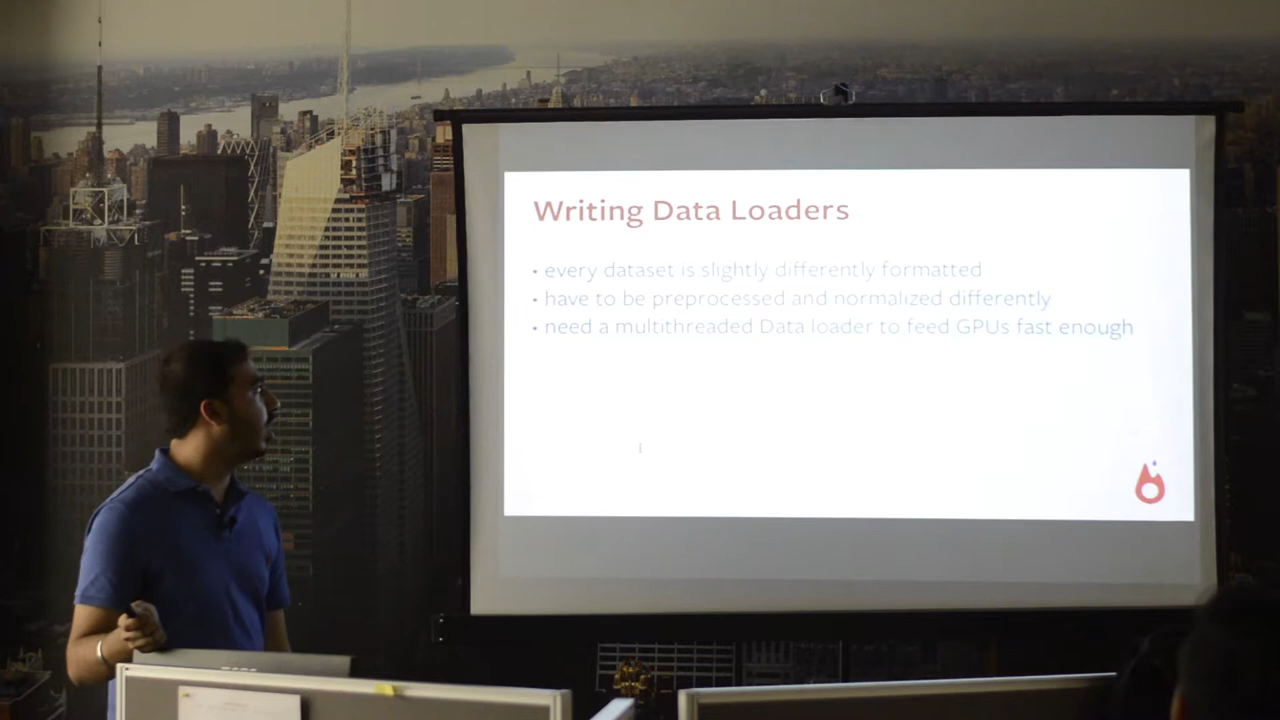 Writing Data Loaders
• every dataset is slightly differently formatted
• have to be preprocessed and normalized differently
• need a multithreaded Data loader to feed GPUs fast enough